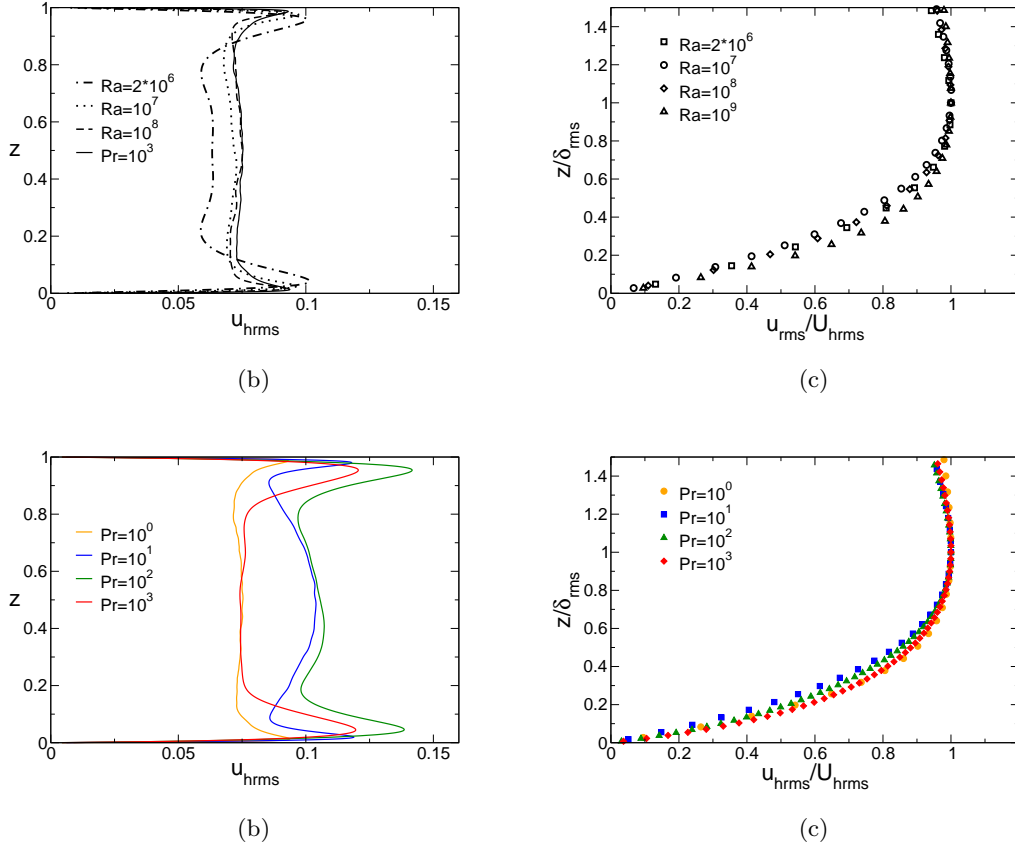 1
0.8
0.6
z
0.4
0.2
0
0 0.05 0.1 0.15
u_hrms
Ra=2*10^6
Ra=10^7
Ra=10^8
Pr=10^3
(b)
1.4
1.2
1
z/δ_rms
0.8
0.6
0.4
0.2
0.0
0 0.2 0.4 0.6 0.8 1
u_rms/U_hrms
Ra=2*10^6
Ra=10^7
Ra=10^8
Ra=10^9
(c)
1
0.8
0.6
z
0.4
0.2
0
0 0.05 0.1 0.15
u_hrms
Pr=10^0
Pr=10^1
Pr=10^2
Pr=10^3
(b)
1.4
1.2
1
z/δ_rms
0.8
0.6
0.4
0.2
0.0
0 0.2 0.4 0.6 0.8 1
u_hrms/U_hrms
Pr=10^0
Pr=10^1
Pr=10^2
Pr=10^3
(c)